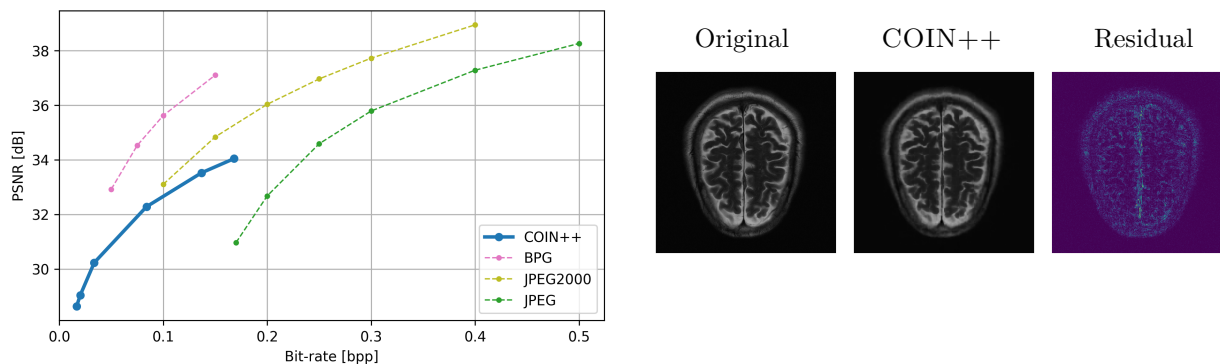 PSNR [dB]
38
36
34
32
30
0.0 0.1 0.2 0.3 0.4 0.5
Bit-rate [bpp]
COIN++
BPG
JPEG2000
JPEG
Original COIN++ Residual